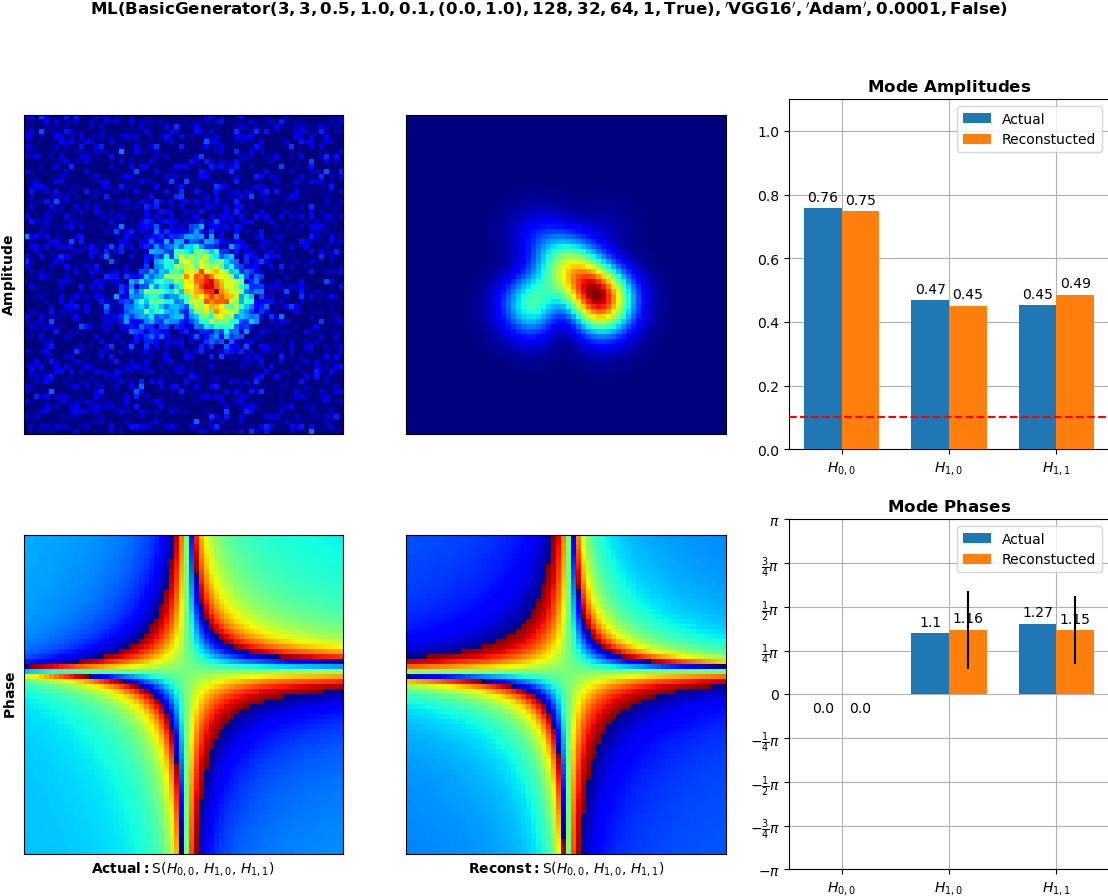 ML(BasicGenerator(3, 3, 0.5, 1.0, 0.1, (0.0, 1.0), 128, 32, 64, 1, True), 'VGG16', 'Adam', 0.0001, False)
Amplitude
Mode Amplitudes
Actual
Reconstucted
1.0
0.8
0.6
0.4
0.2
0.0
0.76
0.75
0.47
0.45
0.45
0.49
H0,0
H1,0
H1,1
Phase
Actual: S(H0,0, H1,0, H1,1)
Reconst: S(H0,0, H1,0, H1,1)
Mode Phases
Actual
Reconstucted
π
3/4π
1/2π
1/4π
0
−1/4π
−1/2π
−3/4π
−π
0.0
0.0
1.1
1.16
1.27
1.15
H0,0
H1,0
H1,1